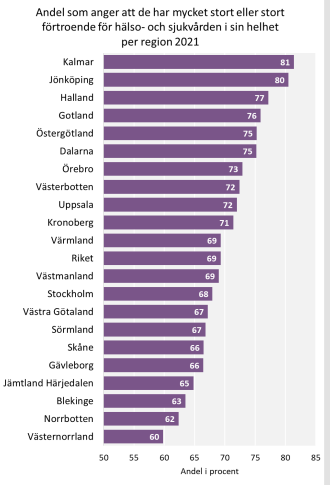 Andel som anger att de har mycket stort eller stort
förtroende för hälso- och sjukvården i sin helhet
per region 2021
Kalmar 81
Jönköping 80
Halland 77
Gotland 76
Östergötland 75
Dalarna 75
Örebro 73
Västerbotten 72
Uppsala 72
Kronoberg 71
Värmland 69
Riket 69
Västmanland 69
Stockholm 68
Västra Götaland 67
Sörmland 67
Skåne 66
Gävleborg 66
Jämtland Härjedalen 65
Blekinge 63
Norrbotten 62
Västernorrland 60
50 55 60 65 70 75 80 85
Andel i procent